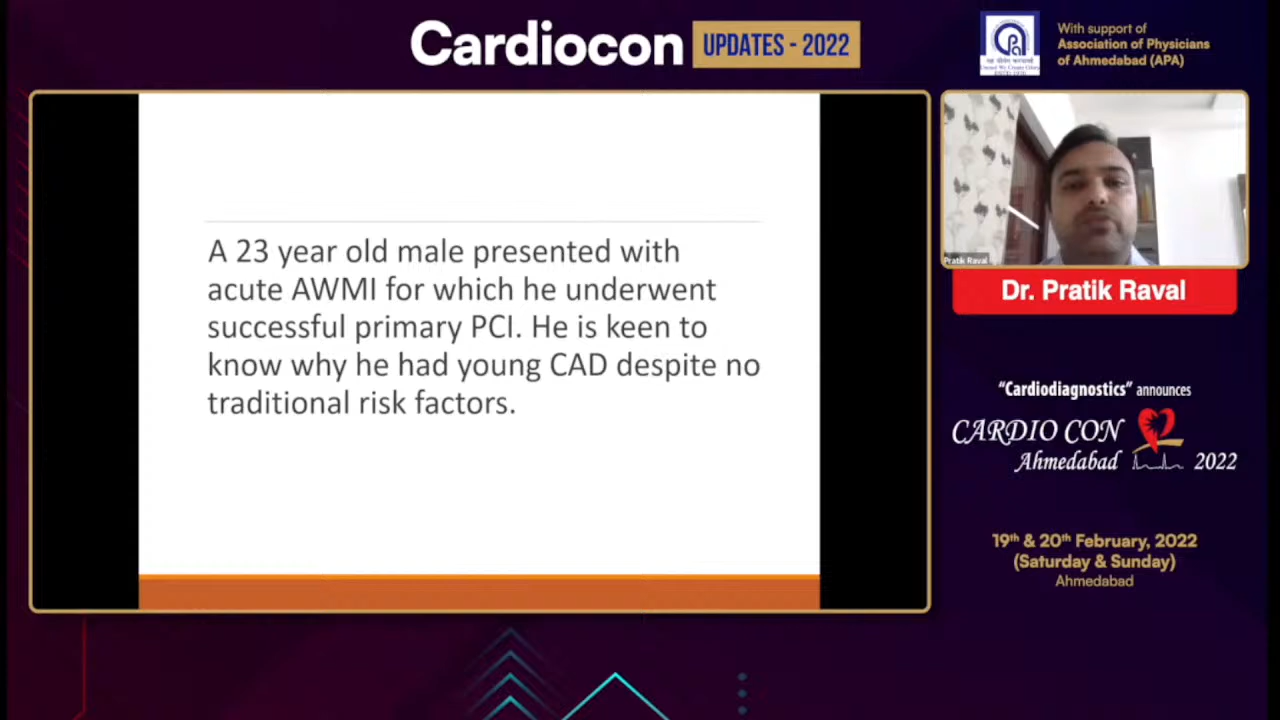 Cardiocon
UPDATES - 2022
With support of
Association of Physicians
of Ahmedabad (APA)
A 23 year old male presented with
acute AWMI for which he underwent
successful primary PCI. He is keen to
know why he had young CAD despite no
traditional risk factors.
Pratik Raval
Dr. Pratik Raval
“Cardiodiagnostics” announces
CARDIO CON
Ahmedabad 2022
19th & 20th February, 2022
(Saturday & Sunday)
Ahmedabad